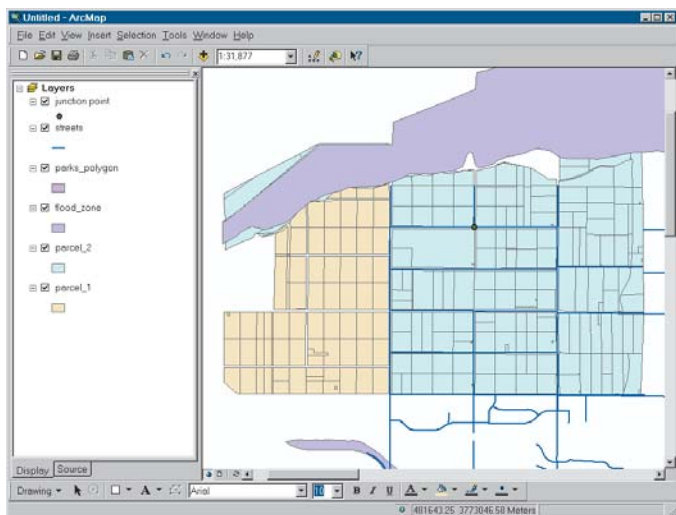 Untitled - ArcMap
File Edit View Insert Selection Tools Window Help
1:31,877
Layers
junction point
streets
parks_polygon
flood_zone
parcel_2
parcel_1
Display Source
Drawing A Arial 10 B I U A
481643.25 3773046.58 Meters